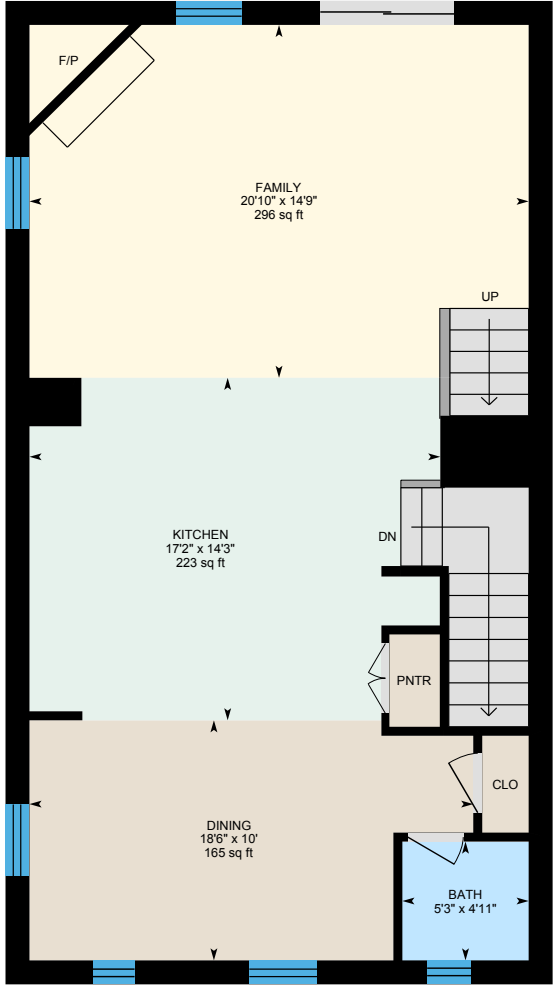 F/P
FAMILY
20'10" x 14'9"
296 sq ft
UP
KITCHEN
17'2" x 14'3"
223 sq ft
DN
PNTR
CLO
DINING
18'6" x 10'
165 sq ft
BATH
5'3" x 4'11"